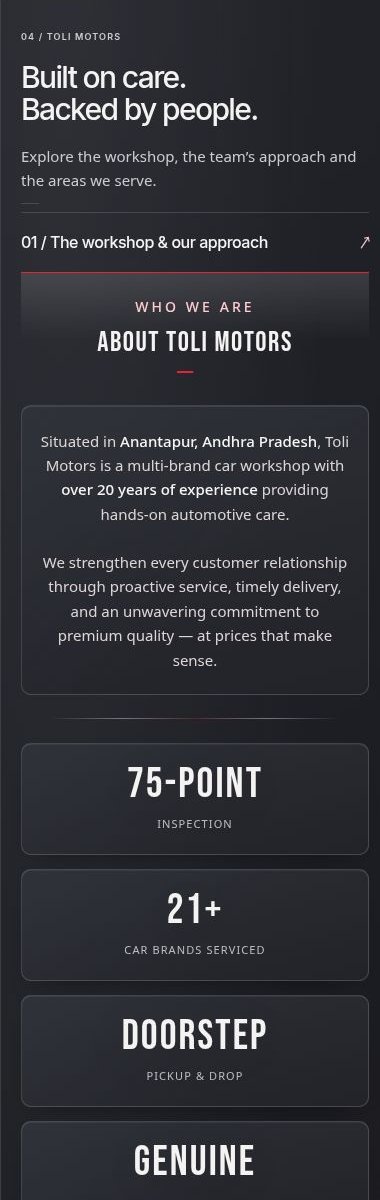 04 / TOLI MOTORS
Built on care.
Backed by people.
Explore the workshop, the team’s approach and
the areas we serve.
01 / The workshop & our approach ↗
WHO WE ARE
ABOUT TOLI MOTORS
Situated in Anantapur, Andhra Pradesh, Toli
Motors is a multi-brand car workshop with
over 20 years of experience providing
hands-on automotive care.
We strengthen every customer relationship
through proactive service, timely delivery,
and an unwavering commitment to
premium quality — at prices that make
sense.
75-POINT
INSPECTION
21+
CAR BRANDS SERVICED
DOORSTEP
PICKUP & DROP
GENUINE